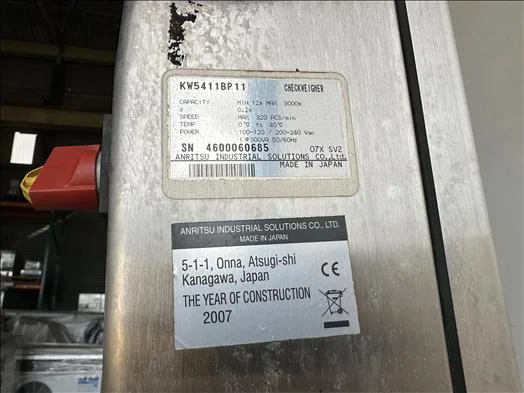 KW5411BP11 CHECKWEIGHER
CAPACITY MIN 12g MAX 3000g
d 0.2g
SPEED MAX 320 PCS/min
TEMP 0℃ to 40℃
POWER 100-120 / 200-240 Vac
1Φ300VA 50/60Hz
SN 4600060685 07X SV2
ANRITSU INDUSTRIAL SOLUTIONS CO.,Ltd.
MADE IN JAPAN
ANRITSU INDUSTRIAL SOLUTIONS CO., LTD.
MADE IN JAPAN
5-1-1, Onna, Atsugi-shi
Kanagawa, Japan
CE
THE YEAR OF CONSTRUCTION
2007